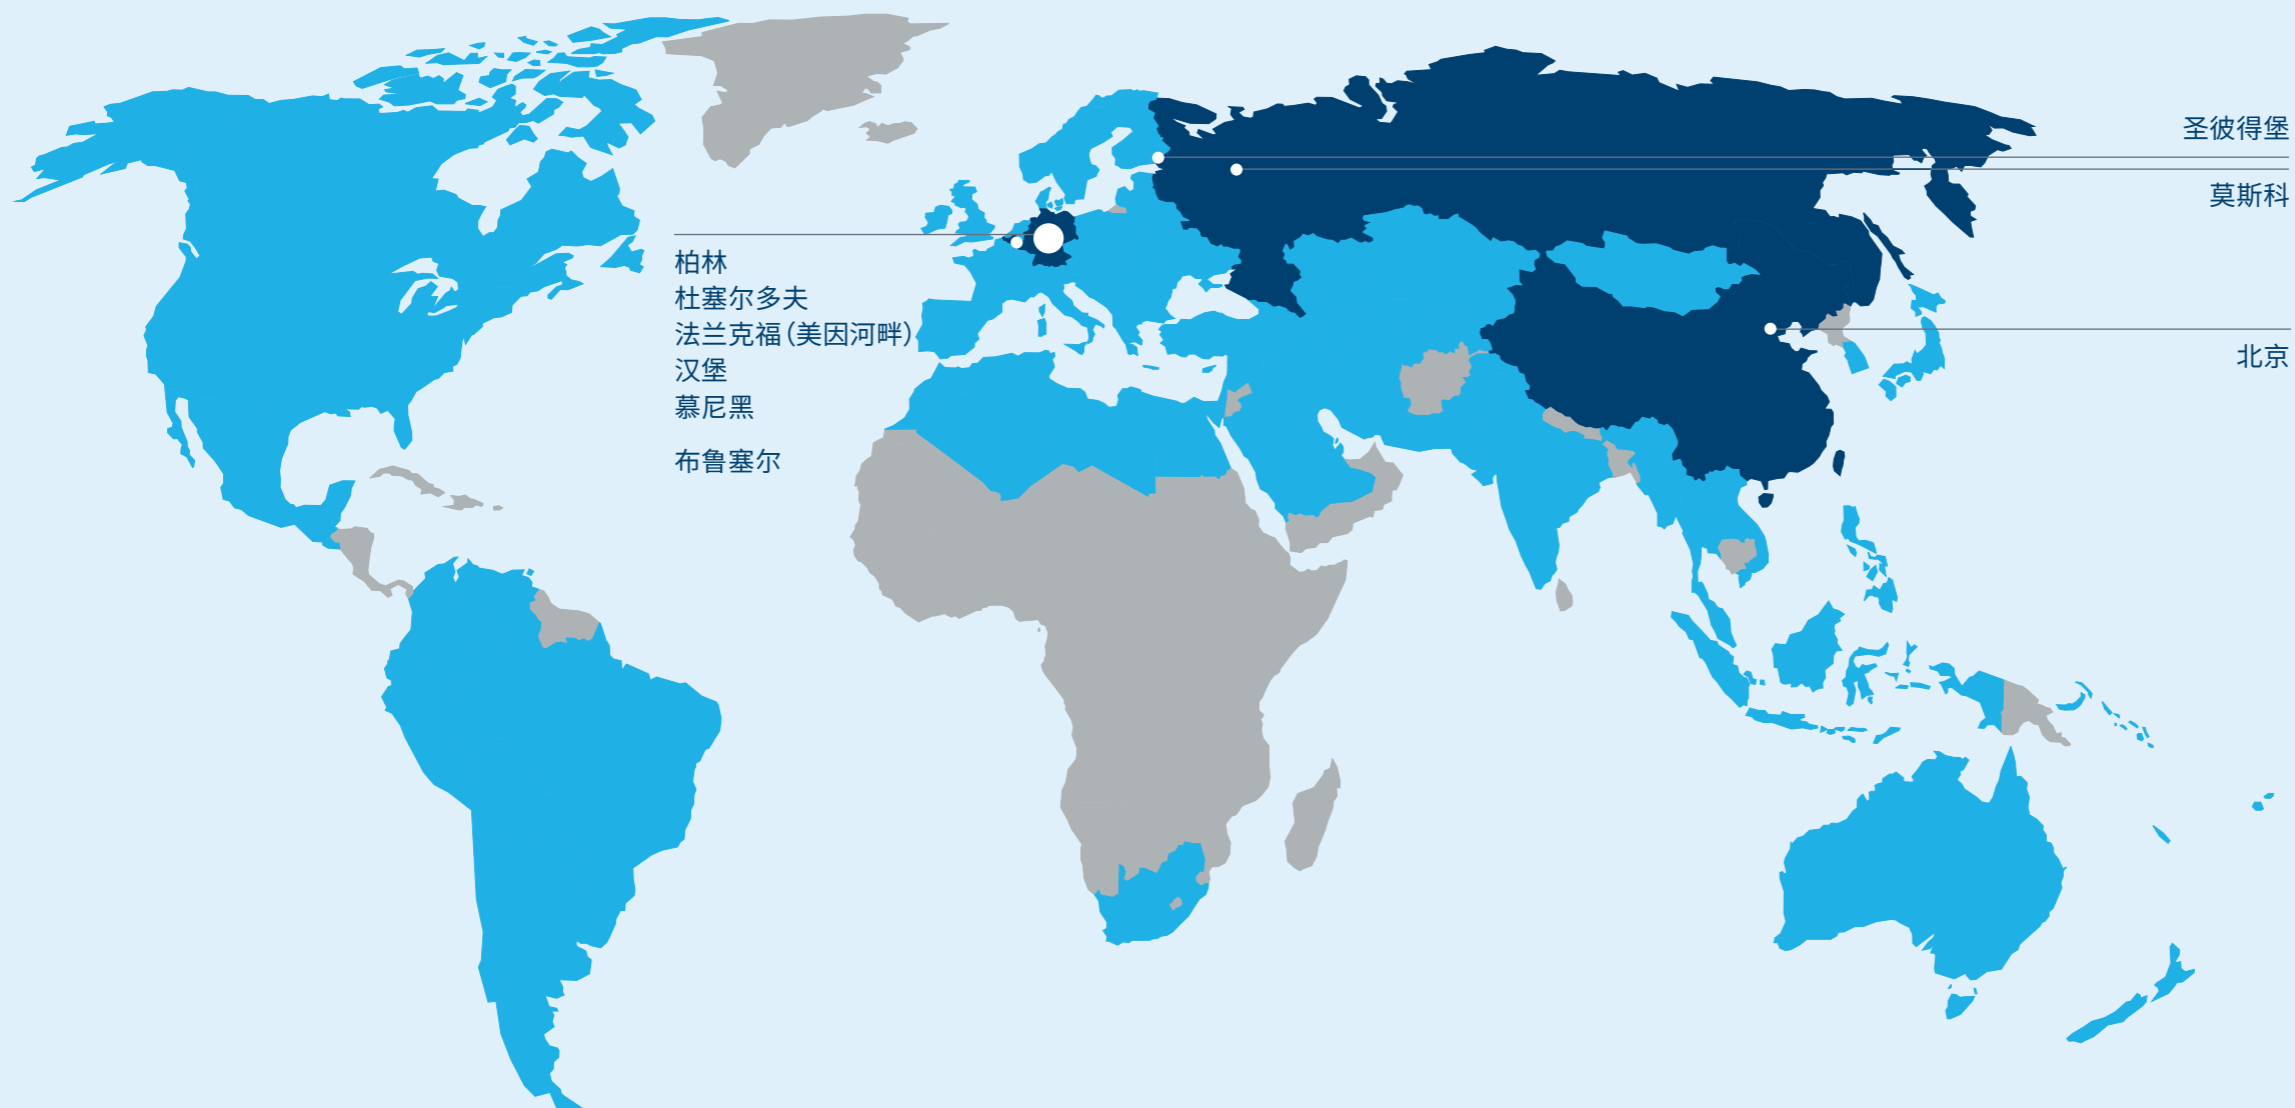 圣彼得堡
莫斯科
柏林
杜塞尔多夫
法兰克福(美因河畔)
汉堡
慕尼黑
布鲁塞尔
北京